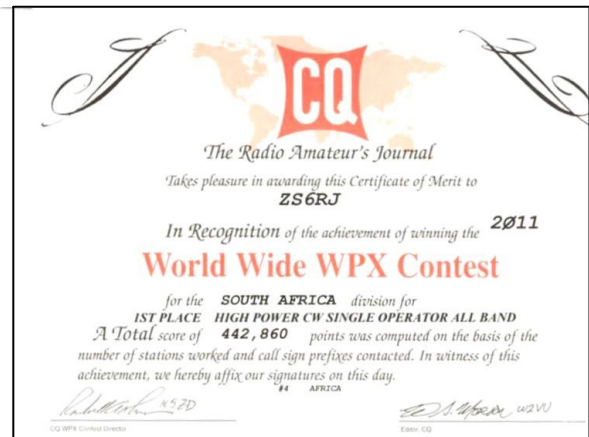 CQ
The Radio Amateur's Journal
Takes pleasure in awarding this Certificate of Merit to
ZS6RJ
In Recognition of the achievement of winning the 2Ø11
World Wide WPX Contest
for the SOUTH AFRICA division for
1ST PLACE HIGH POWER CW SINGLE OPERATOR ALL BAND
A Total score of 442,860 points was computed on the basis of the
number of stations worked and call sign prefixes contacted. In witness of this
achievement, we hereby affix our signatures on this day.
#4 AFRICA
K5ZD W2VU
CQ WPX Contest Director Editor, CQ